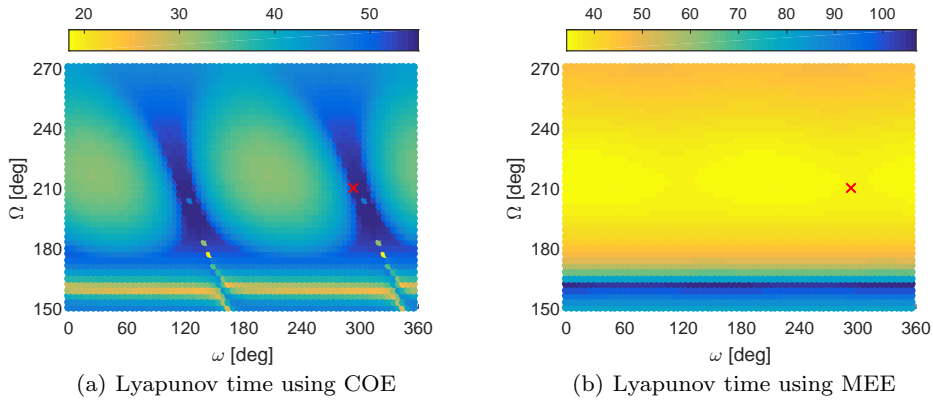 20 30 40 50
270
240
210
180
150
Ω [deg]
0 60 120 180 240 300 360
ω [deg]
(a) Lyapunov time using COE
40 50 60 70 80 90 100
270
240
210
180
150
Ω [deg]
0 60 120 180 240 300 360
ω [deg]
(b) Lyapunov time using MEE